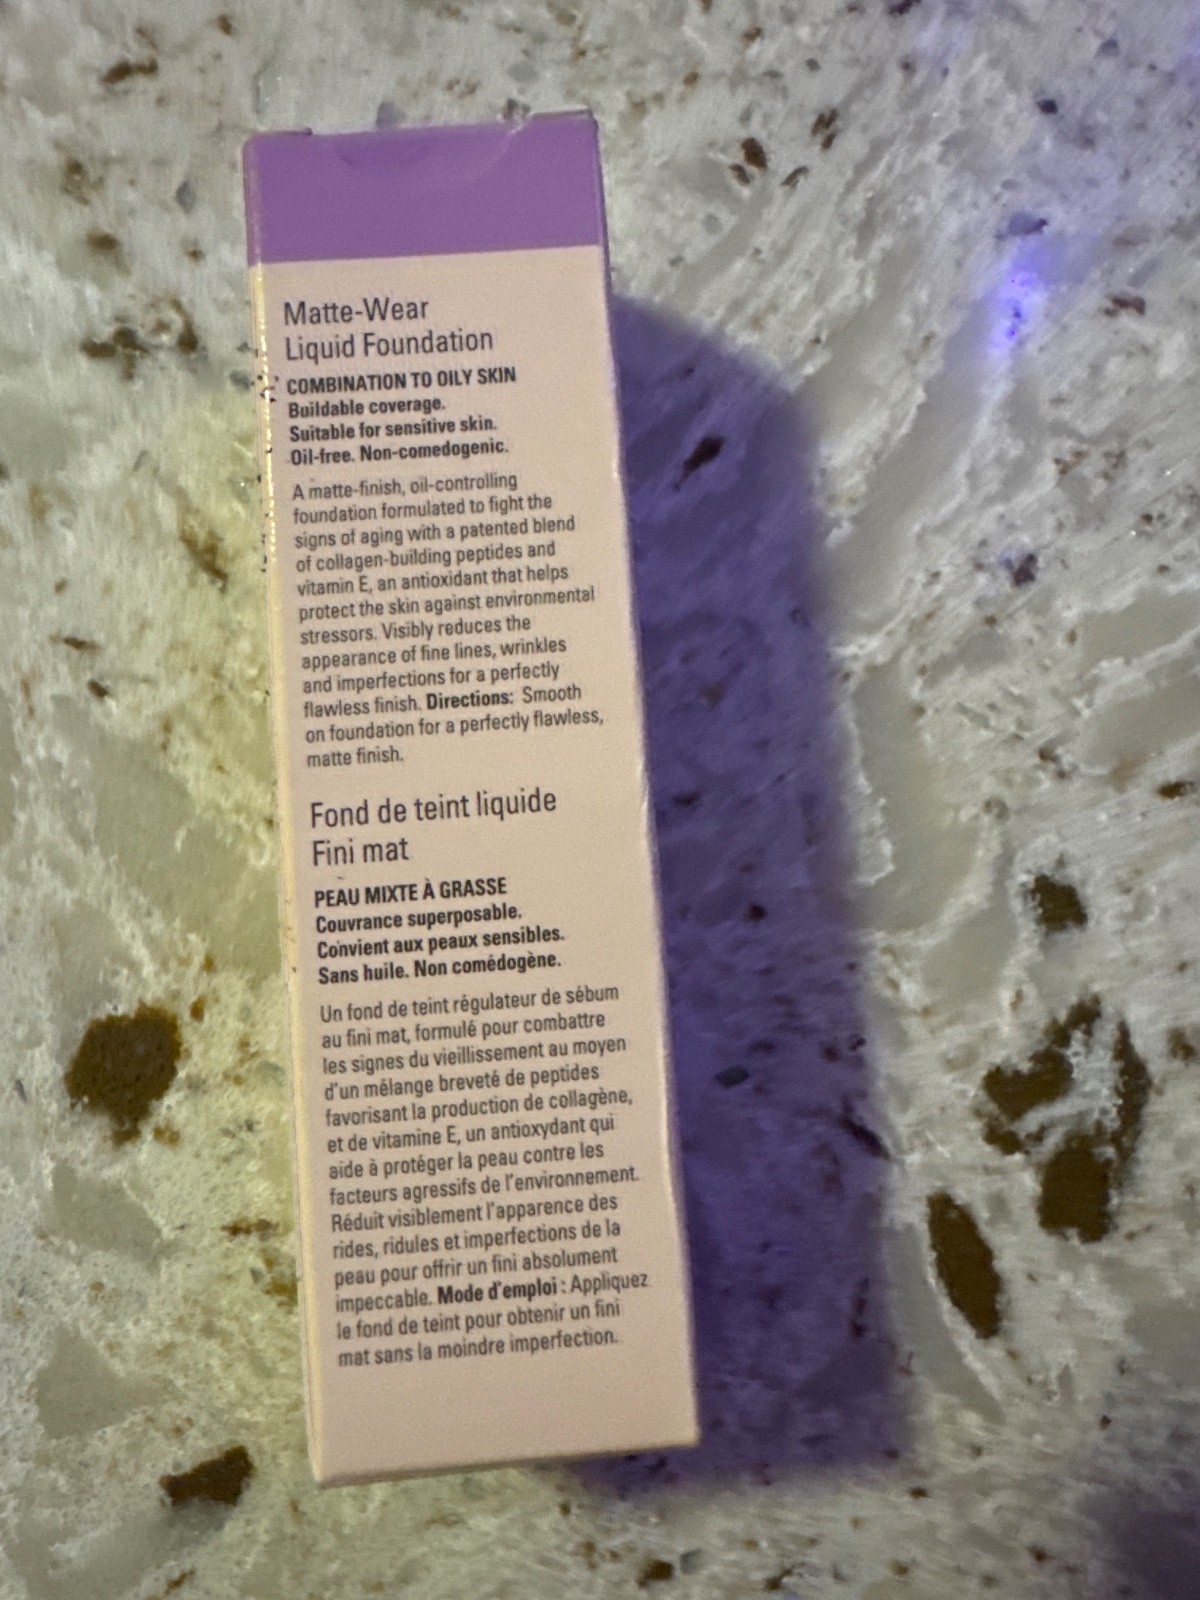 Matte-Wear
Liquid Foundation
COMBINATION TO OILY SKIN
Buildable coverage.
Suitable for sensitive skin.
Oil-free. Non-comedogenic.
A matte-finish, oil-controlling
foundation formulated to fight the
signs of aging with a patented blend
of collagen-building peptides and
vitamin E, an antioxidant that helps
protect the skin against environmental
stressors. Visibly reduces the
appearance of fine lines, wrinkles
and imperfections for a perfectly
flawless finish. Directions: Smooth
on foundation for a perfectly flawless,
matte finish.
Fond de teint liquide
Fini mat
PEAU MIXTE À GRASSE
Couvrance superposable.
Convient aux peaux sensibles.
Sans huile. Non comédogène.
Un fond de teint régulateur de sébum
au fini mat, formulé pour combattre
les signes du vieillissement au moyen
d'un mélange breveté de peptides
favorisant la production de collagène,
et de vitamine E, un antioxydant qui
aide à protéger la peau contre les
facteurs agressifs de l'environnement.
Réduit visiblement l'apparence des
rides, ridules et imperfections de la
peau pour offrir un fini absolument
impeccable. Mode d'emploi : Appliquez
le fond de teint pour obtenir un fini
mat sans la moindre imperfection.